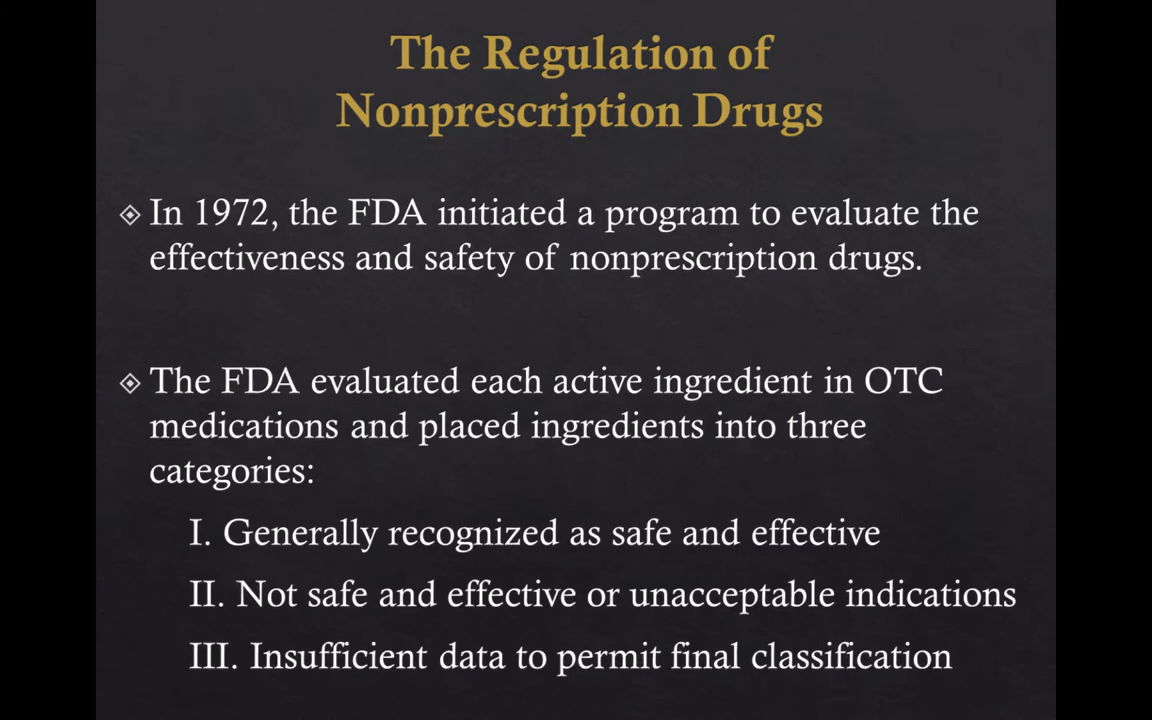 The Regulation of
Nonprescription Drugs
In 1972, the FDA initiated a program to evaluate the
effectiveness and safety of nonprescription drugs.
The FDA evaluated each active ingredient in OTC
medications and placed ingredients into three
categories:
I. Generally recognized as safe and effective
II. Not safe and effective or unacceptable indications
III. Insufficient data to permit final classification